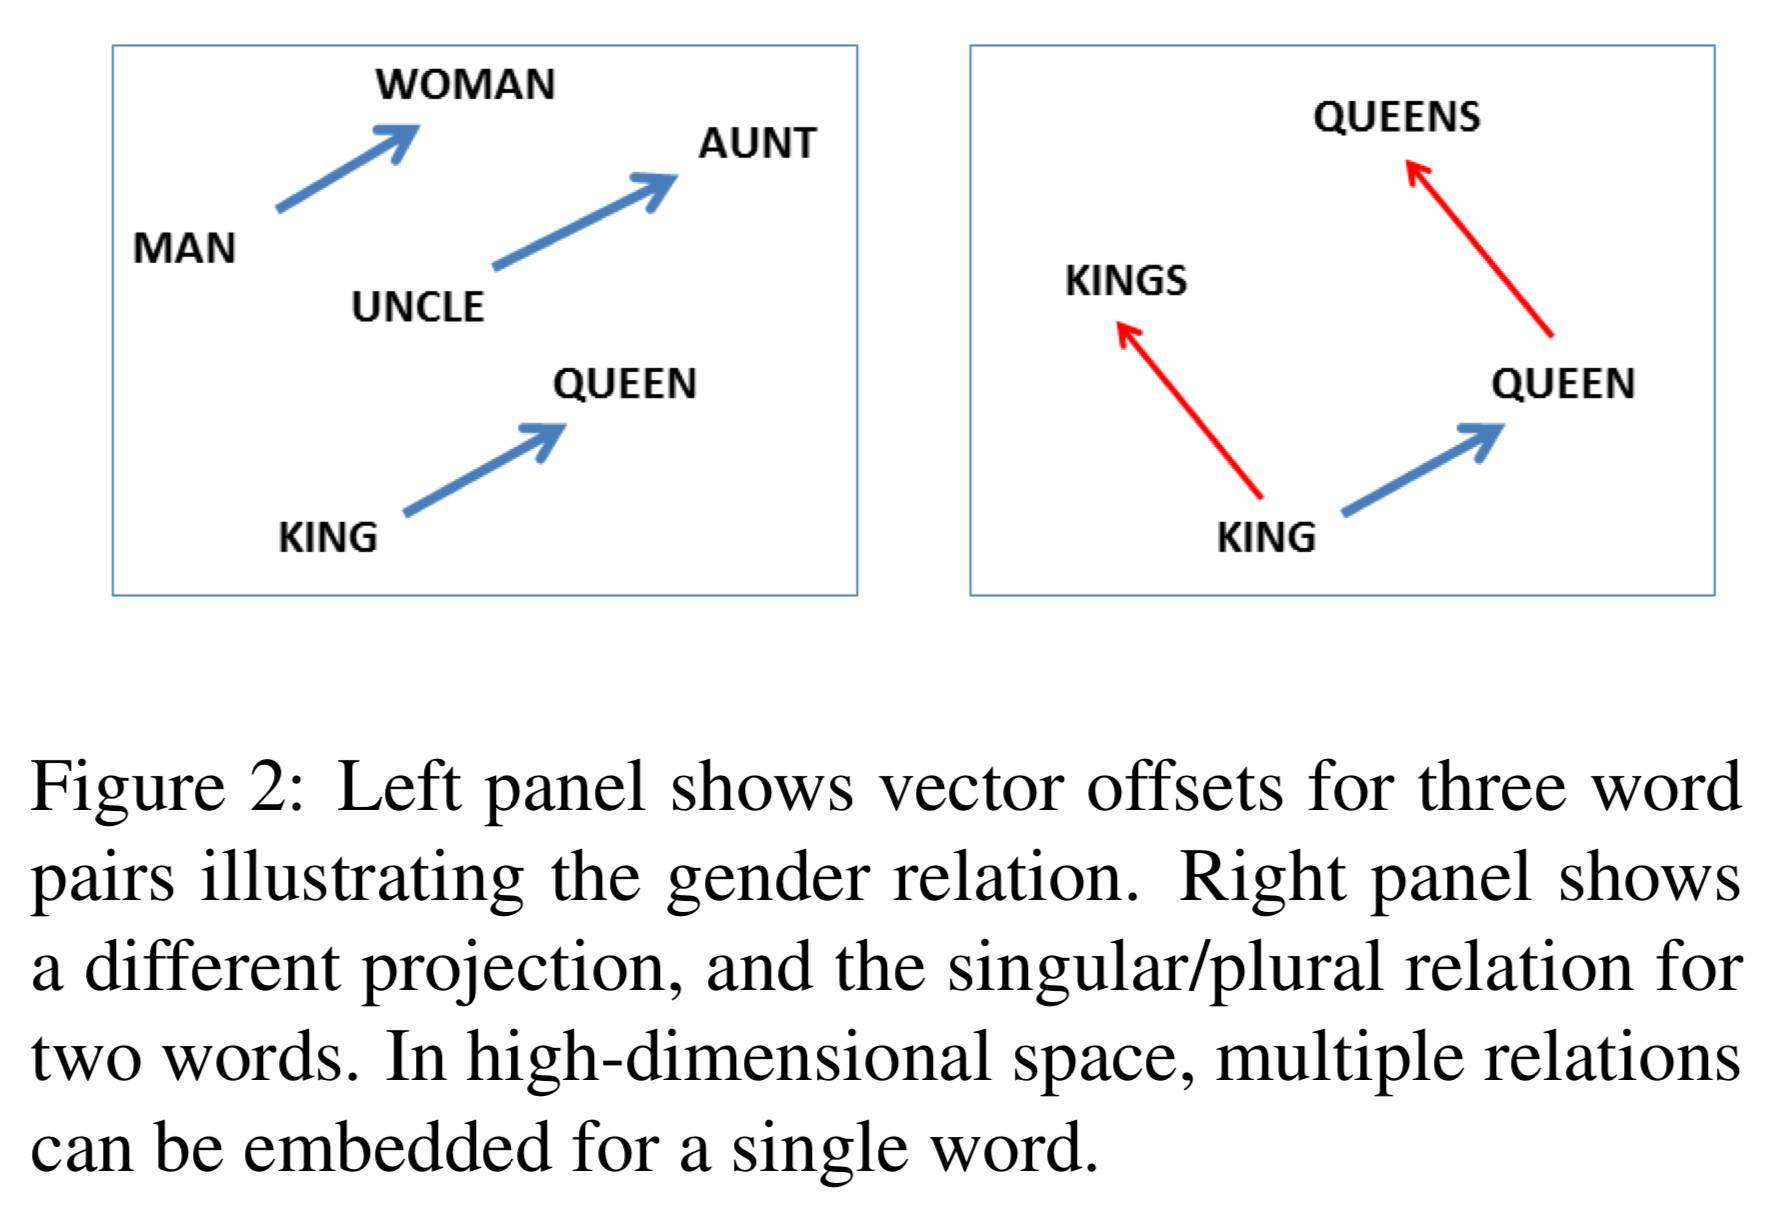 WOMAN
AUNT
MAN
UNCLE
QUEEN
KING
QUEENS
KINGS
QUEEN
KING
Figure 2: Left panel shows vector offsets for three word
pairs illustrating the gender relation. Right panel shows
a different projection, and the singular/plural relation for
two words. In high-dimensional space, multiple relations
can be embedded for a single word.